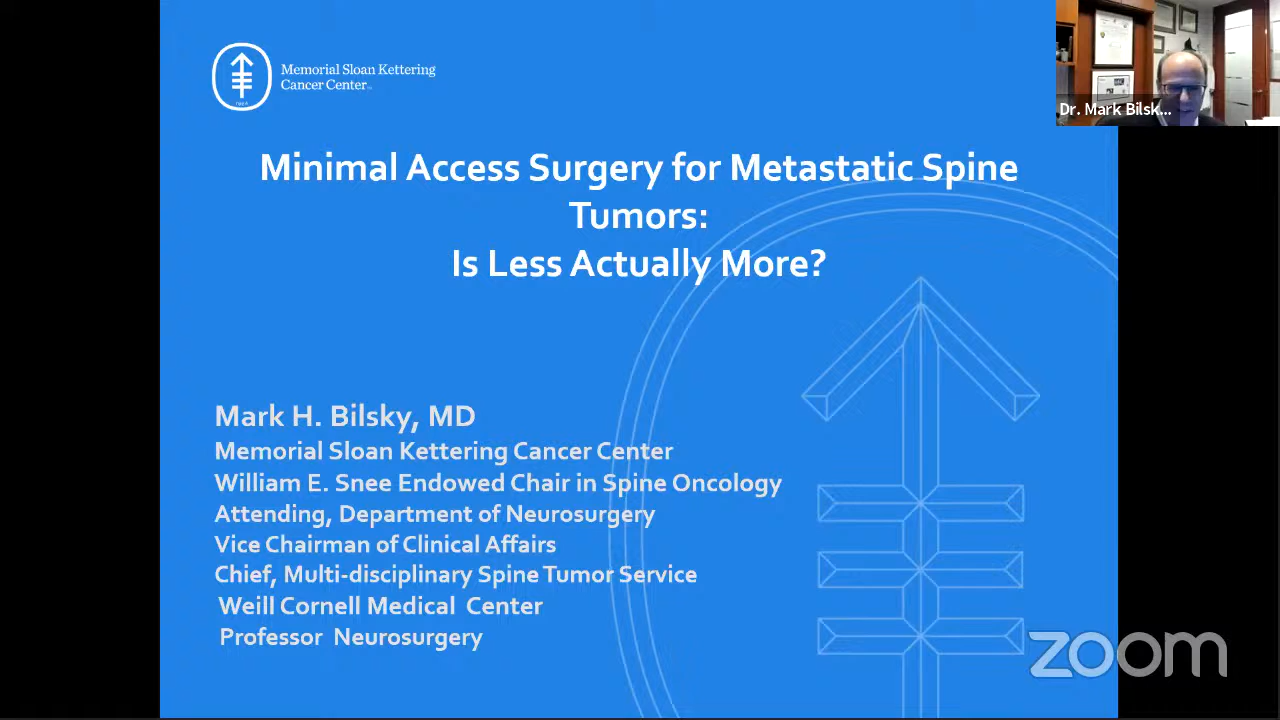 Memorial Sloan Kettering
Cancer Center
1884
Dr. Mark Bilsk...
Minimal Access Surgery for Metastatic Spine
Tumors:
Is Less Actually More?
Mark H. Bilsky, MD
Memorial Sloan Kettering Cancer Center
William E. Snee Endowed Chair in Spine Oncology
Attending, Department of Neurosurgery
Vice Chairman of Clinical Affairs
Chief, Multi-disciplinary Spine Tumor Service
Weill Cornell Medical Center
Professor Neurosurgery
zoom